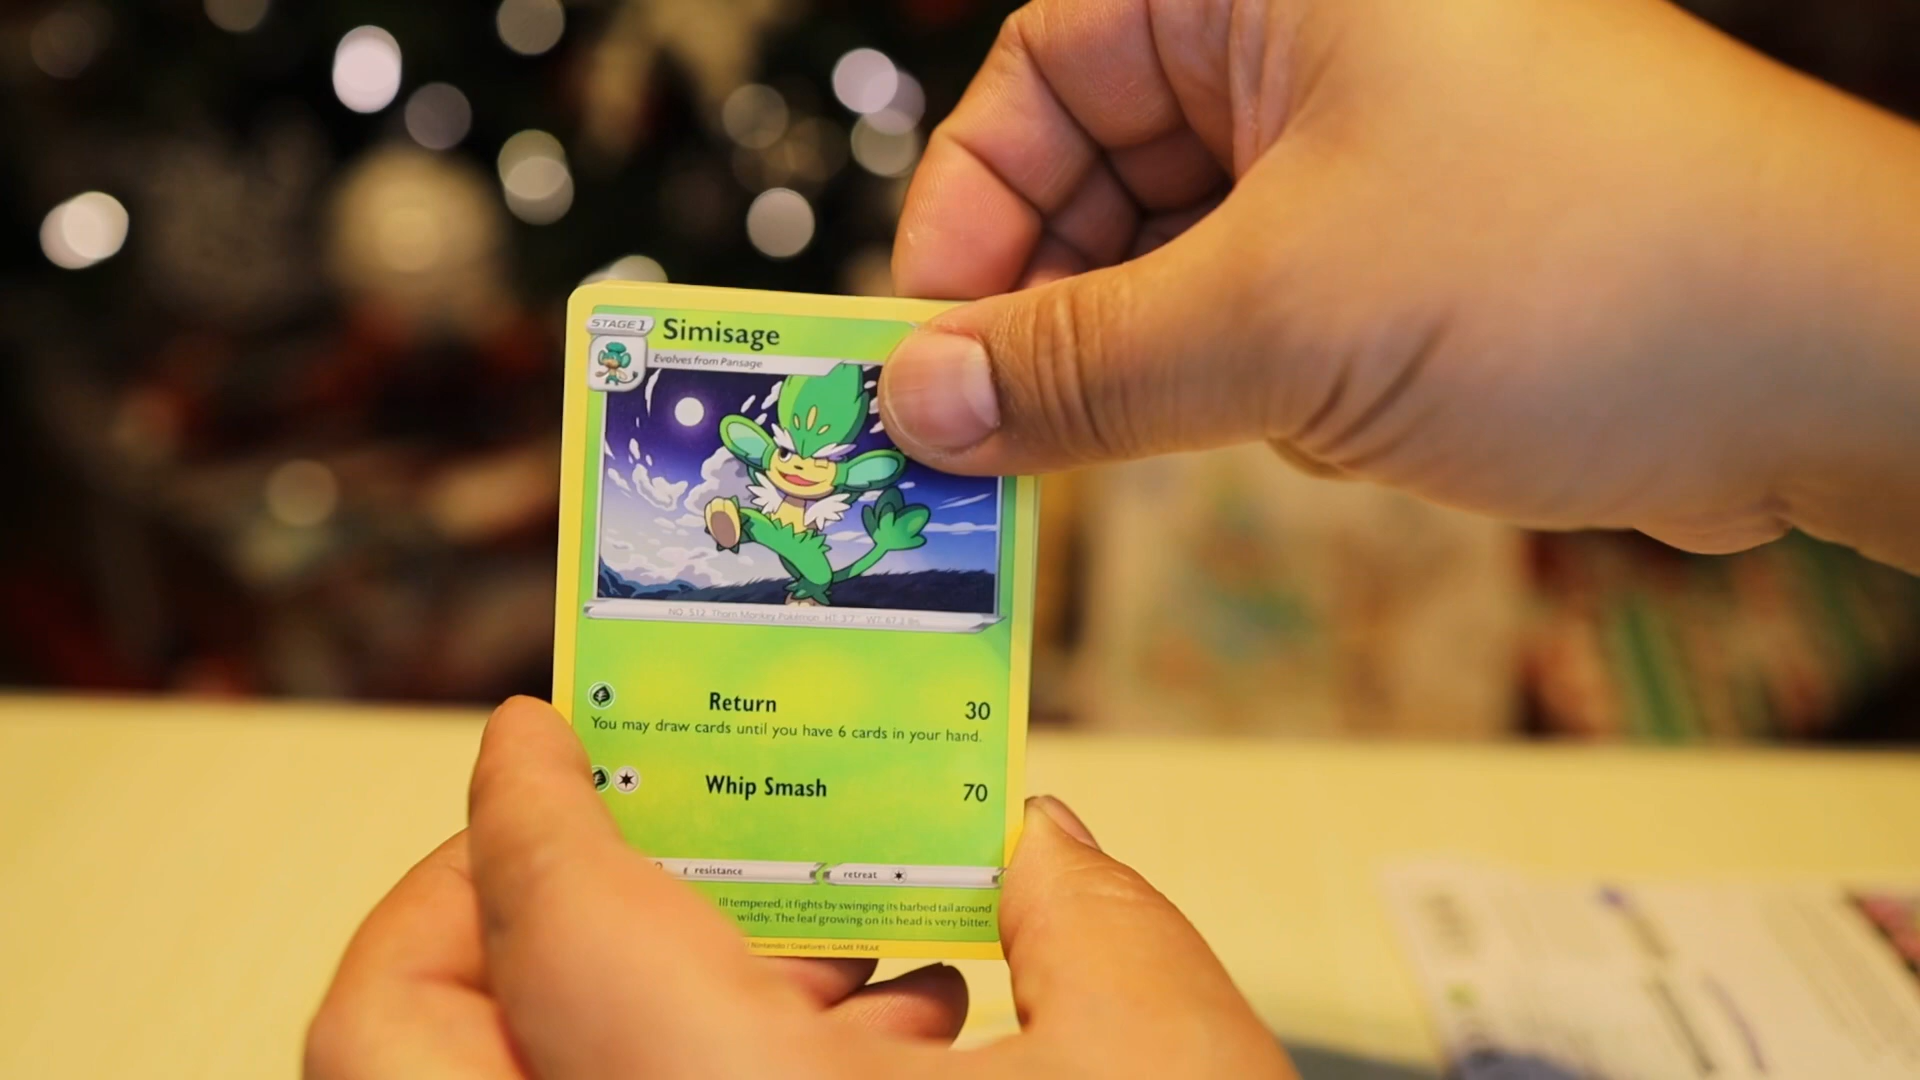 STAGE 1
Simisage
Evolves from Pansage
NO. 512 Thorn Monkey Pokémon HT: 3'7" WT: 67.2 lbs.
Return 30
You may draw cards until you have 6 cards in your hand.
Whip Smash 70
resistance
retreat
Ill tempered, it fights by swinging its barbed tail around
wildly. The leaf growing on its head is very bitter.
Nintendo / Creatures / GAME FREAK